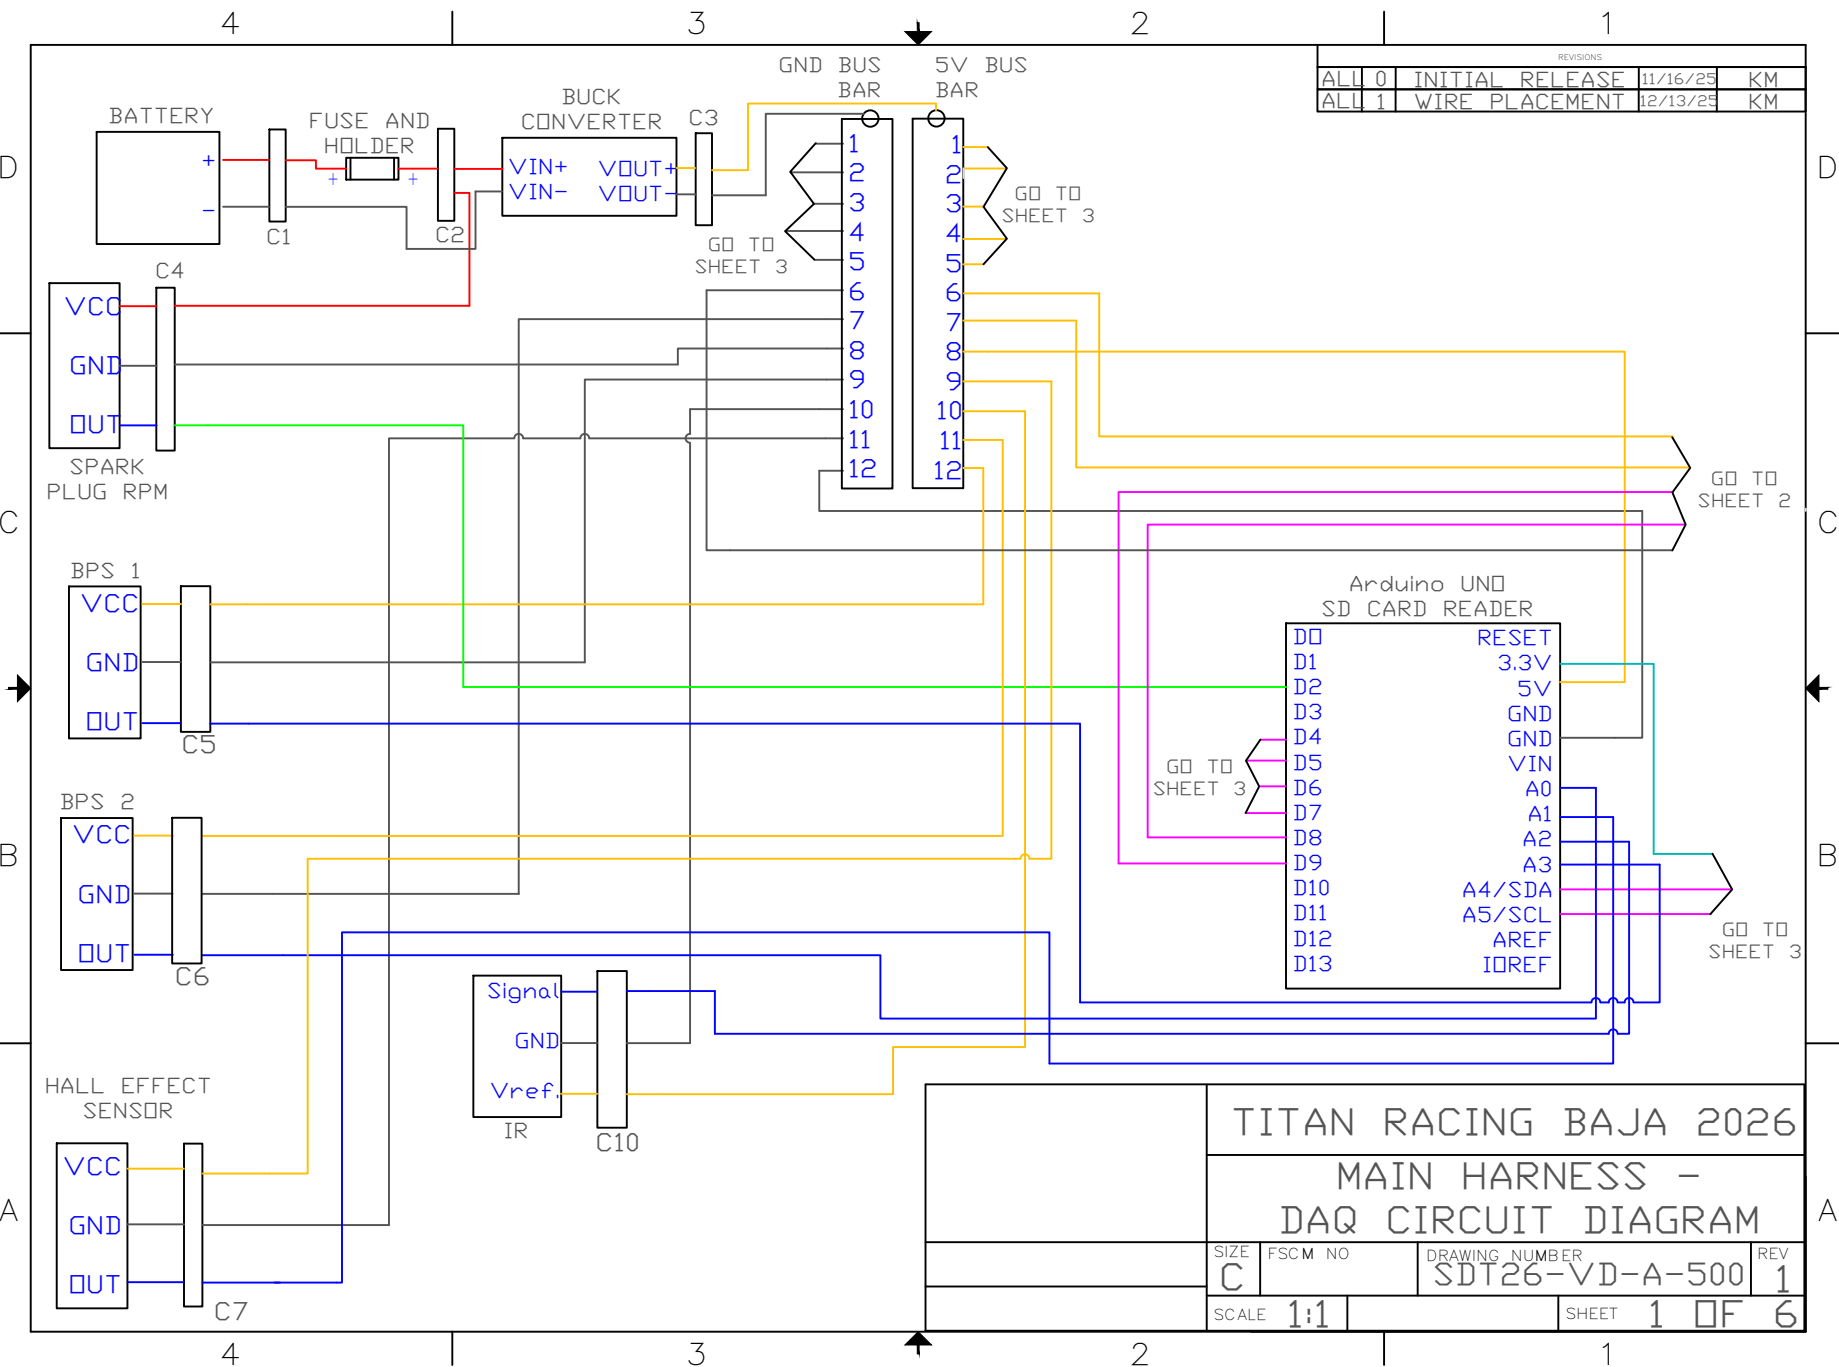 4 3 2 1
REVISIONS
ALL 0 INITIAL RELEASE 11/16/25 KM
ALL 1 WIRE PLACEMENT 12/13/25 KM
D
C
B
A
D
C
B
A
BATTERY
+
-
C1
FUSE AND
HOLDER
+ +
C2
BUCK
CONVERTER
VIN+ VOUT+
VIN- VOUT-
C3
GND BUS
BAR
1
2
3
4
5
6
7
8
9
10
11
12
5V BUS
BAR
1
2
3
4
5
6
7
8
9
10
11
12
GO TO
SHEET 3
GO TO
SHEET 3
C4
VCC
GND
OUT
SPARK
PLUG RPM
GO TO
SHEET 2
BPS 1
VCC
GND
OUT
C5
BPS 2
VCC
GND
OUT
C6
HALL EFFECT
SENSOR
VCC
GND
OUT
C7
Signal
GND
Vref.
IR
C10
Arduino UNO
SD CARD READER
D0 RESET
D1 3.3V
D2 5V
D3 GND
D4 GND
D5 VIN
D6 A0
D7 A1
D8 A2
D9 A3
D10 A4/SDA
D11 A5/SCL
D12 AREF
D13 IOREF
GO TO
SHEET 3
GO TO
SHEET 3
TITAN RACING BAJA 2026
MAIN HARNESS -
DAQ CIRCUIT DIAGRAM
SIZE FSCM NO DRAWING NUMBER REV
C SDT26-VD-A-500 1
SCALE 1:1 SHEET 1 OF 6
4 3 2 1